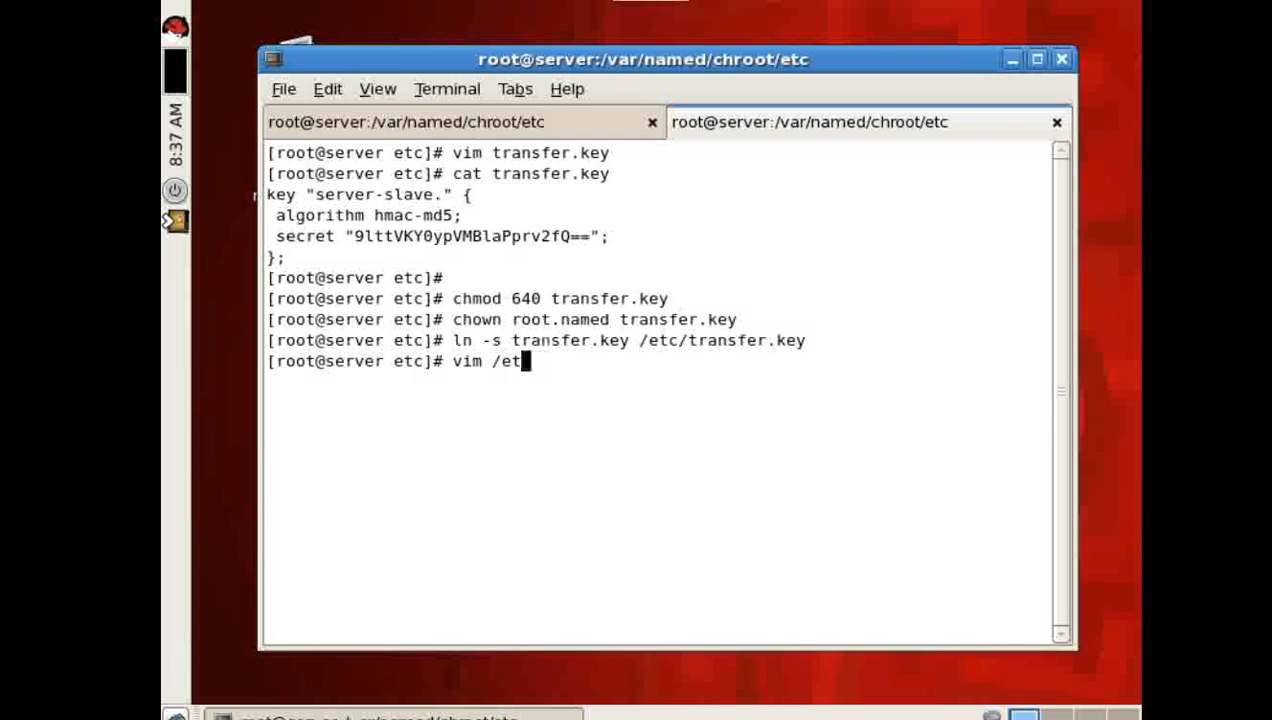 root@server:/var/named/chroot/etc
File Edit View Terminal Tabs Help
root@server:/var/named/chroot/etc root@server:/var/named/chroot/etc
[root@server etc]# vim transfer.key
[root@server etc]# cat transfer.key
key "server-slave." {
algorithm hmac-md5;
secret "9lttVKY0ypVMBlaPprv2fQ==";
};
[root@server etc]#
[root@server etc]# chmod 640 transfer.key
[root@server etc]# chown root.named transfer.key
[root@server etc]# ln -s transfer.key /etc/transfer.key
[root@server etc]# vim /et
8:37 AM